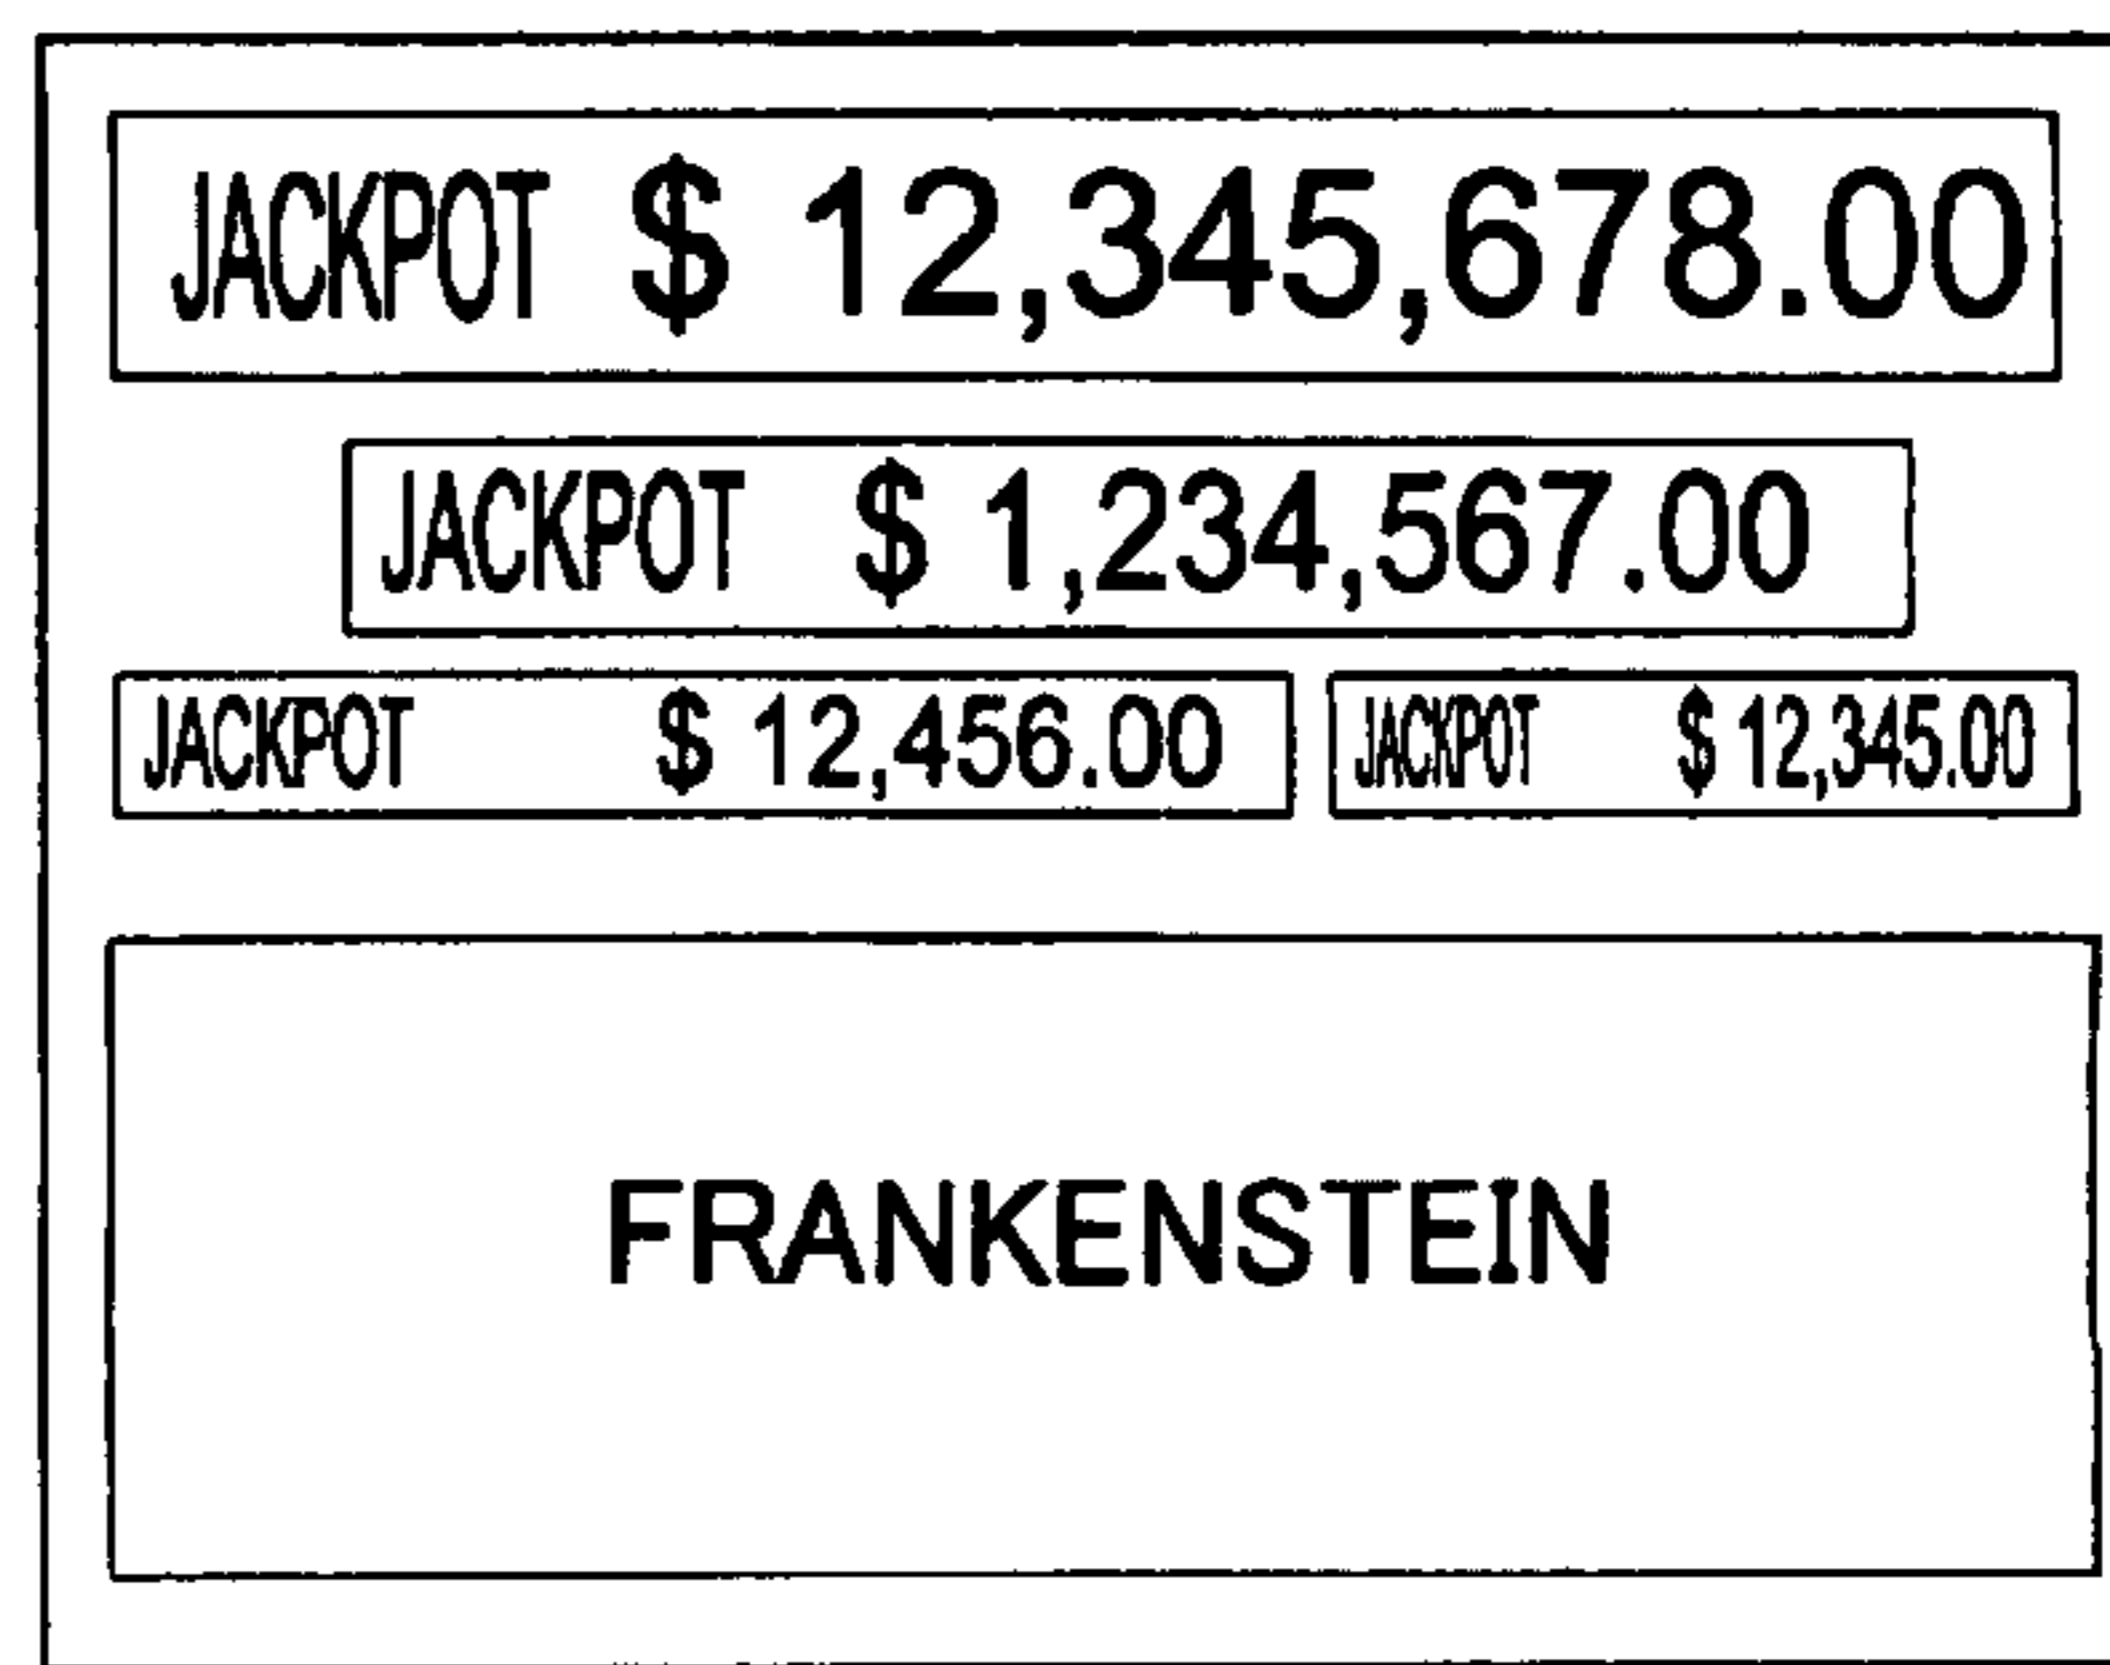 JACKPOT $ 12,345,678.00
JACKPOT $ 1,234,567.00
JACKPOT $ 12,456.00 JACKPOT $ 12,345.00
FRANKENSTEIN